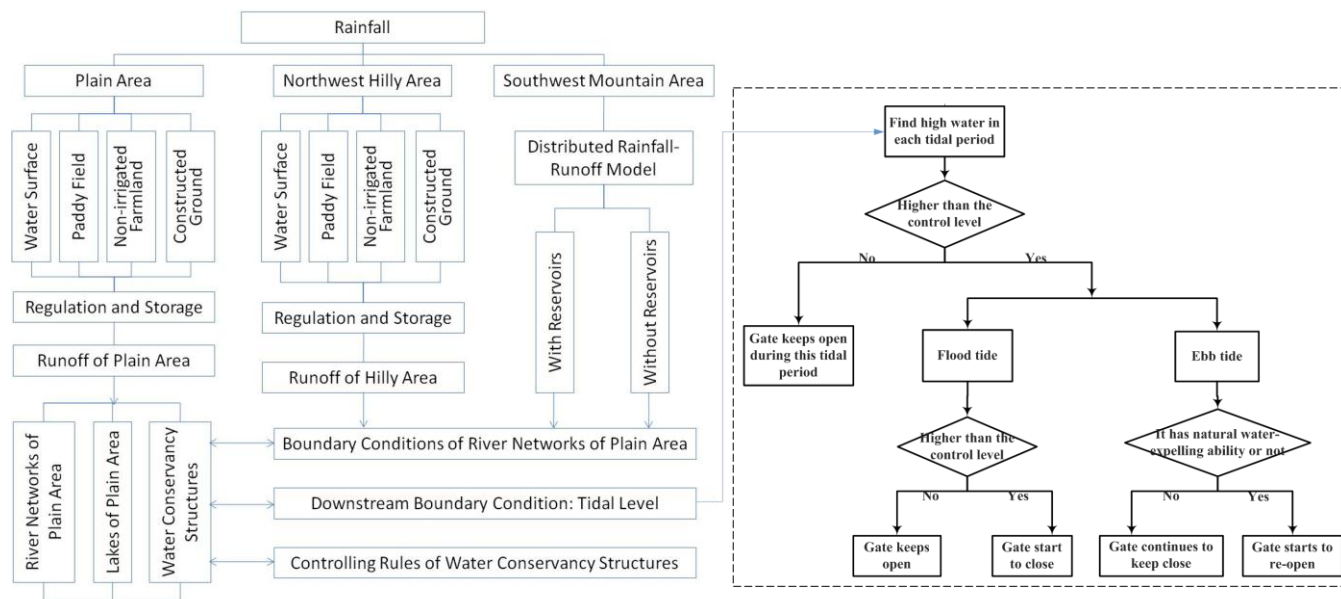 Rainfall
Plain Area
Northwest Hilly Area
Southwest Mountain Area
Water Surface
Paddy Field
Non-irrigated
Farmland
Constructed
Ground
Water Surface
Paddy Field
Non-irrigated
Farmland
Constructed
Ground
Distributed Rainfall-
Runoff Model
With Reservoirs
Without Reservoirs
Regulation and Storage
Regulation and Storage
Runoff of Plain Area
Runoff of Hilly Area
River Networks of
Plain Area
Lakes of Plain Area
Water Conservancy
Structures
Boundary Conditions of River Networks of Plain Area
Downstream Boundary Condition: Tidal Level
Controlling Rules of Water Conservancy Structures
Find high water in
each tidal period
Higher than the
control level
No
Yes
Gate keeps open
during this tidal
period
Flood tide
Ebb tide
Higher than the
control level
It has natural water-
expelling ability or not
No
Yes
No
Yes
Gate keeps
open
Gate start
to close
Gate continues to
keep close
Gate starts to
re-open